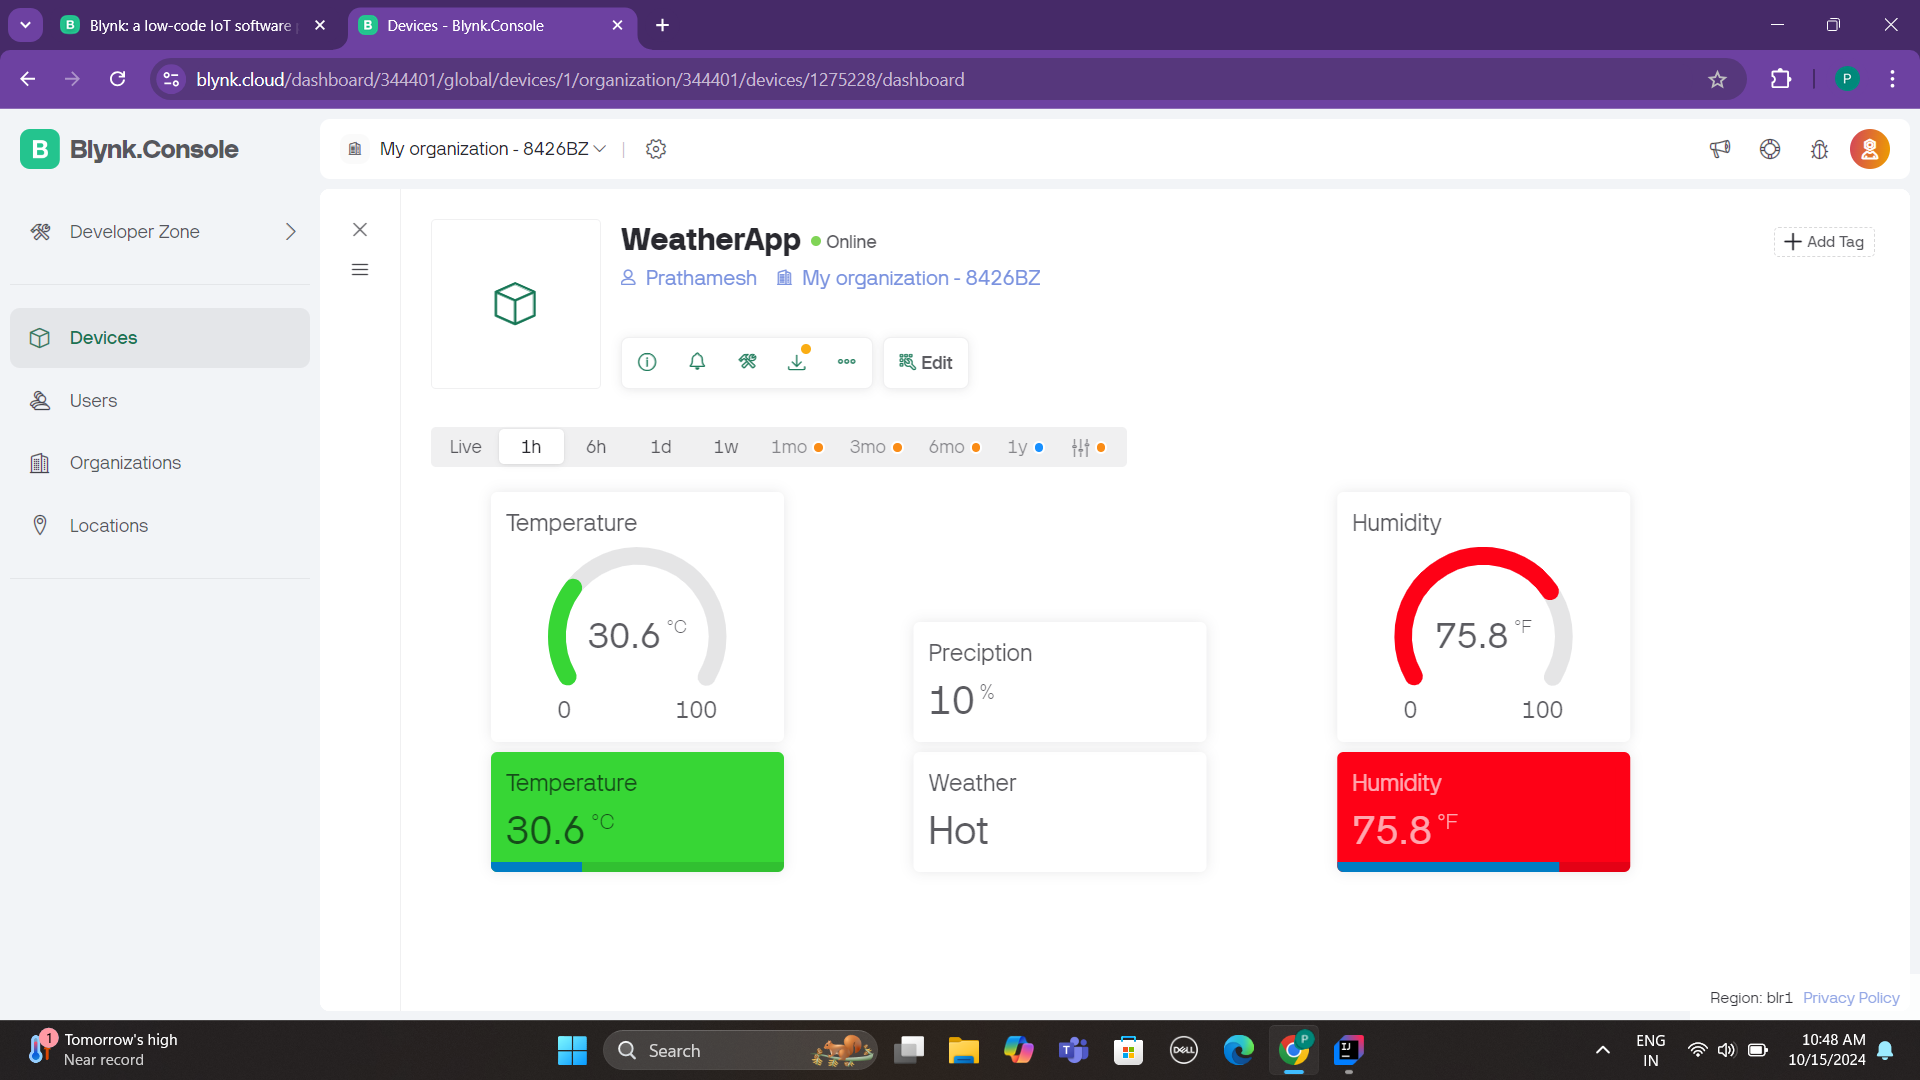 Blynk: a low-code IoT software
Devices - Blynk.Console
blynk.cloud/dashboard/344401/global/devices/1/organization/344401/devices/1275228/dashboard
P
B Blynk.Console
My organization - 8426BZ
Developer Zone
Devices
Users
Organizations
Locations
WeatherApp Online
Prathamesh My organization - 8426BZ
Add Tag
Edit
Live 1h 6h 1d 1w 1mo 3mo 6mo 1y
Temperature
30.6 °C
0 100
Preciption
10 %
Humidity
75.8 °F
0 100
Temperature
30.6 °C
Weather
Hot
Humidity
75.8 °F
Region: blr1 Privacy Policy
1
Tomorrow's high
Near record
Search
DELL
P
IJ
ENG
IN
10:48 AM
10/15/2024